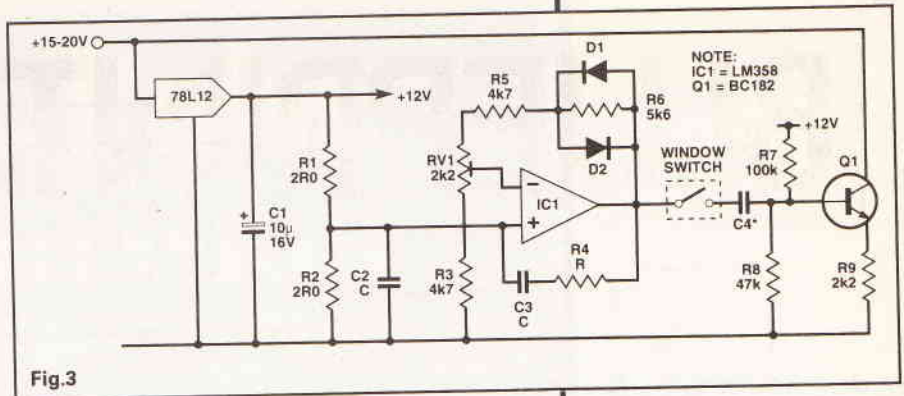 +15-20V
78L12
+12V
C1
10μ
16V
R1
2R0
R2
2R0
C2
C
R5
4k7
RV1
2k2
R3
4k7
D1
R6
5k6
D2
−
IC1
+
R4
R
C3
C
WINDOW
SWITCH
C4*
NOTE:
IC1 = LM358
Q1 = BC182
+12V
R7
100k
Q1
R8
47k
R9
2k2
+
Fig.3